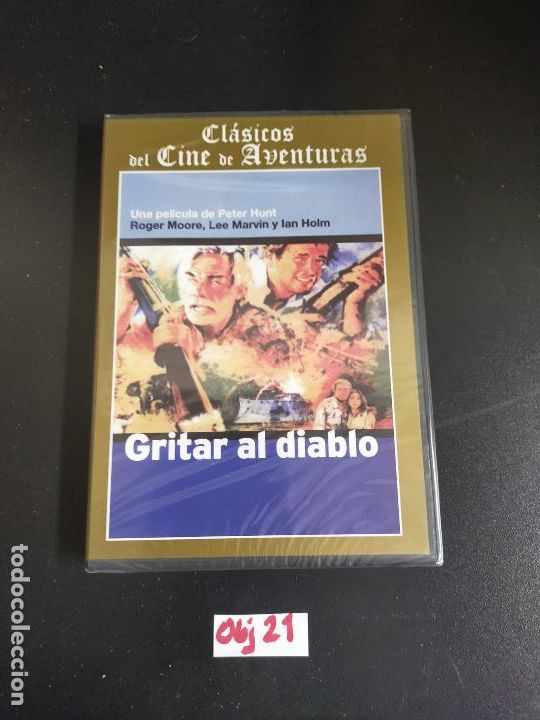 Clásicos
del Cine de Aventuras
Una película de Peter Hunt
Roger Moore, Lee Marvin y Ian Holm
Gritar al diablo
Obj 21
todocoleccion